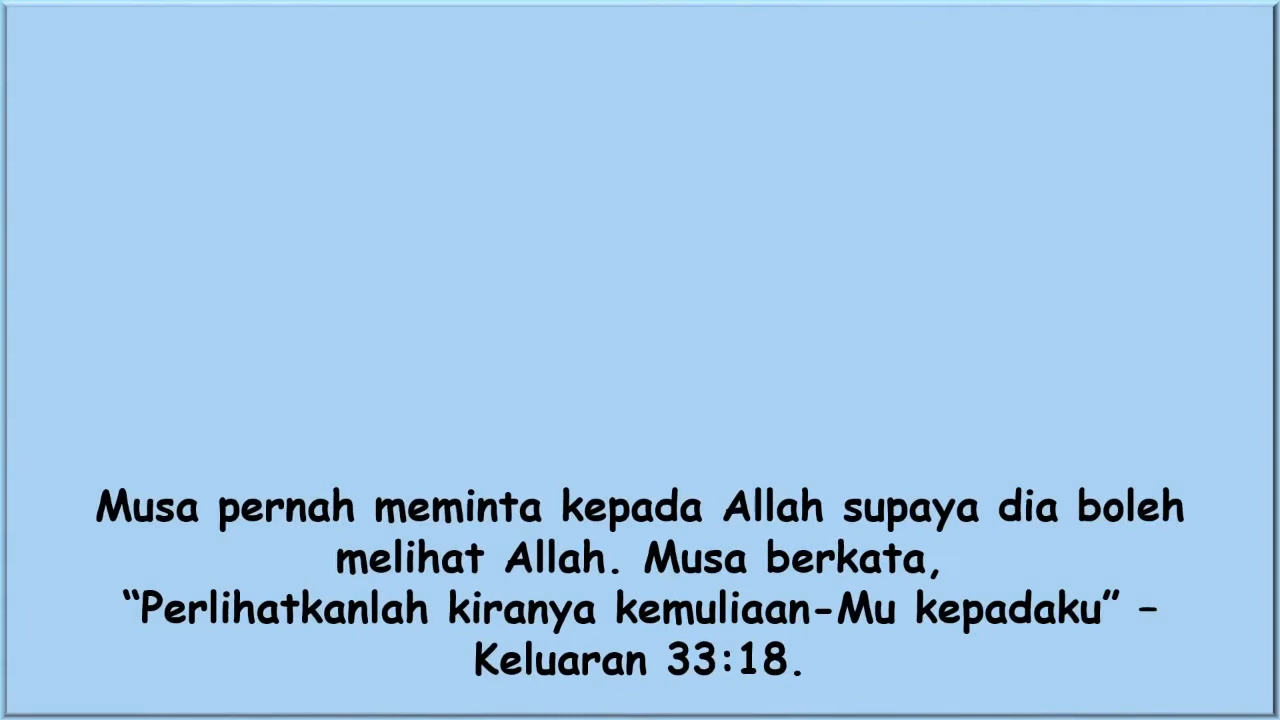 Musa pernah meminta kepada Allah supaya dia boleh
melihat Allah. Musa berkata,
“Perlihatkanlah kiranya kemuliaan-Mu kepadaku” –
Keluaran 33:18.